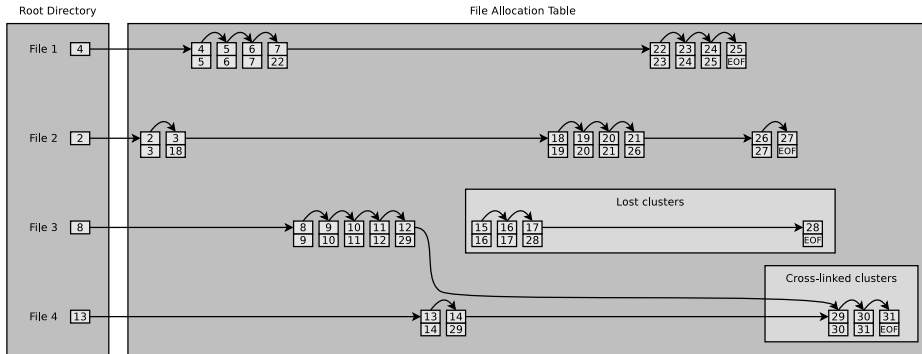 Root Directory
File Allocation Table
File 1 4 4 5 6 7 22 23 24 25
5 6 7 22 23 24 25 EOF
File 2 2 2 3 18 19 20 21 26 27
3 18 19 20 21 26 27 EOF
Lost clusters
File 3 8 8 9 10 11 12 15 16 17 28
9 10 11 12 29 16 17 28 EOF
Cross-linked clusters
File 4 13 13 14 29 30 31
14 29 30 31 EOF